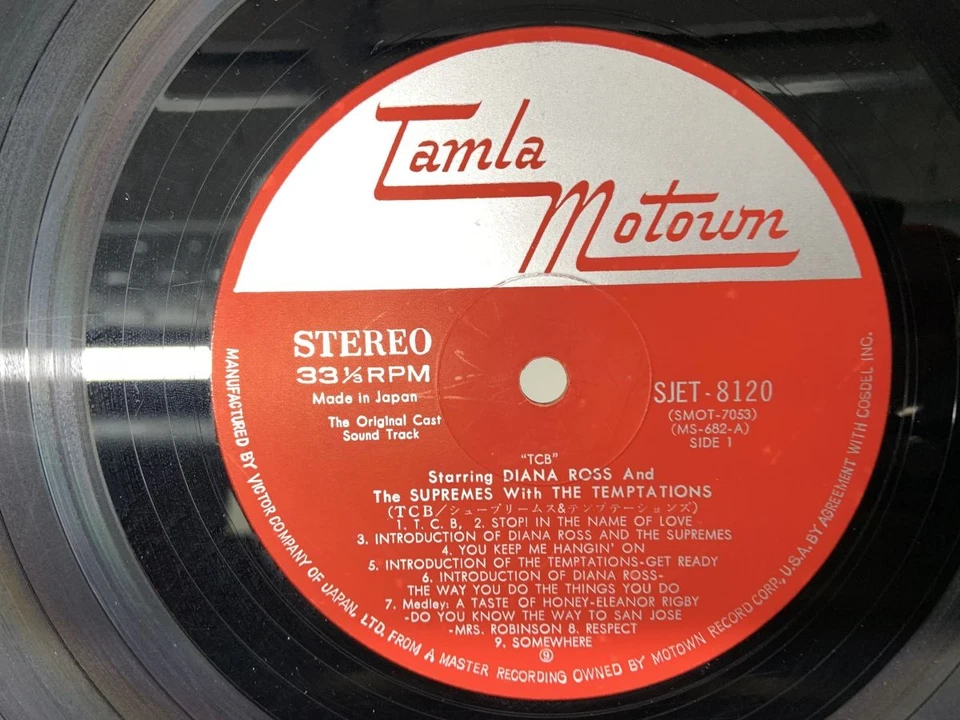 Tamla
Motown
STEREO
33⅓RPM
Made in Japan
The Original Cast
Sound Track
SJET-8120
(SMOT-7053)
(MS-682-A)
SIDE 1
"TCB"
Starring DIANA ROSS And
The SUPREMES With THE TEMPTATIONS
(TCB/シュープリームス&テンプテーションズ)
1. T. C. B, 2. STOP! IN THE NAME OF LOVE
3. INTRODUCTION OF DIANA ROSS AND THE SUPREMES
4. YOU KEEP ME HANGIN' ON
5. INTRODUCTION OF THE TEMPTATIONS-GET READY
6. INTRODUCTION OF DIANA ROSS-
THE WAY YOU DO THE THINGS YOU DO
7. Medley: A TASTE OF HONEY-ELEANOR RIGBY
-DO YOU KNOW THE WAY TO SAN JOSE
-MRS. ROBINSON 8. RESPECT
9. SOMEWHERE
⑨
MANUFACTURED BY VICTOR COMPANY OF JAPAN, LTD. FROM A MASTER RECORDING OWNED BY MOTOWN RECORD CORP., U.S.A. BY AGREEMENT WITH COSDEL INC.